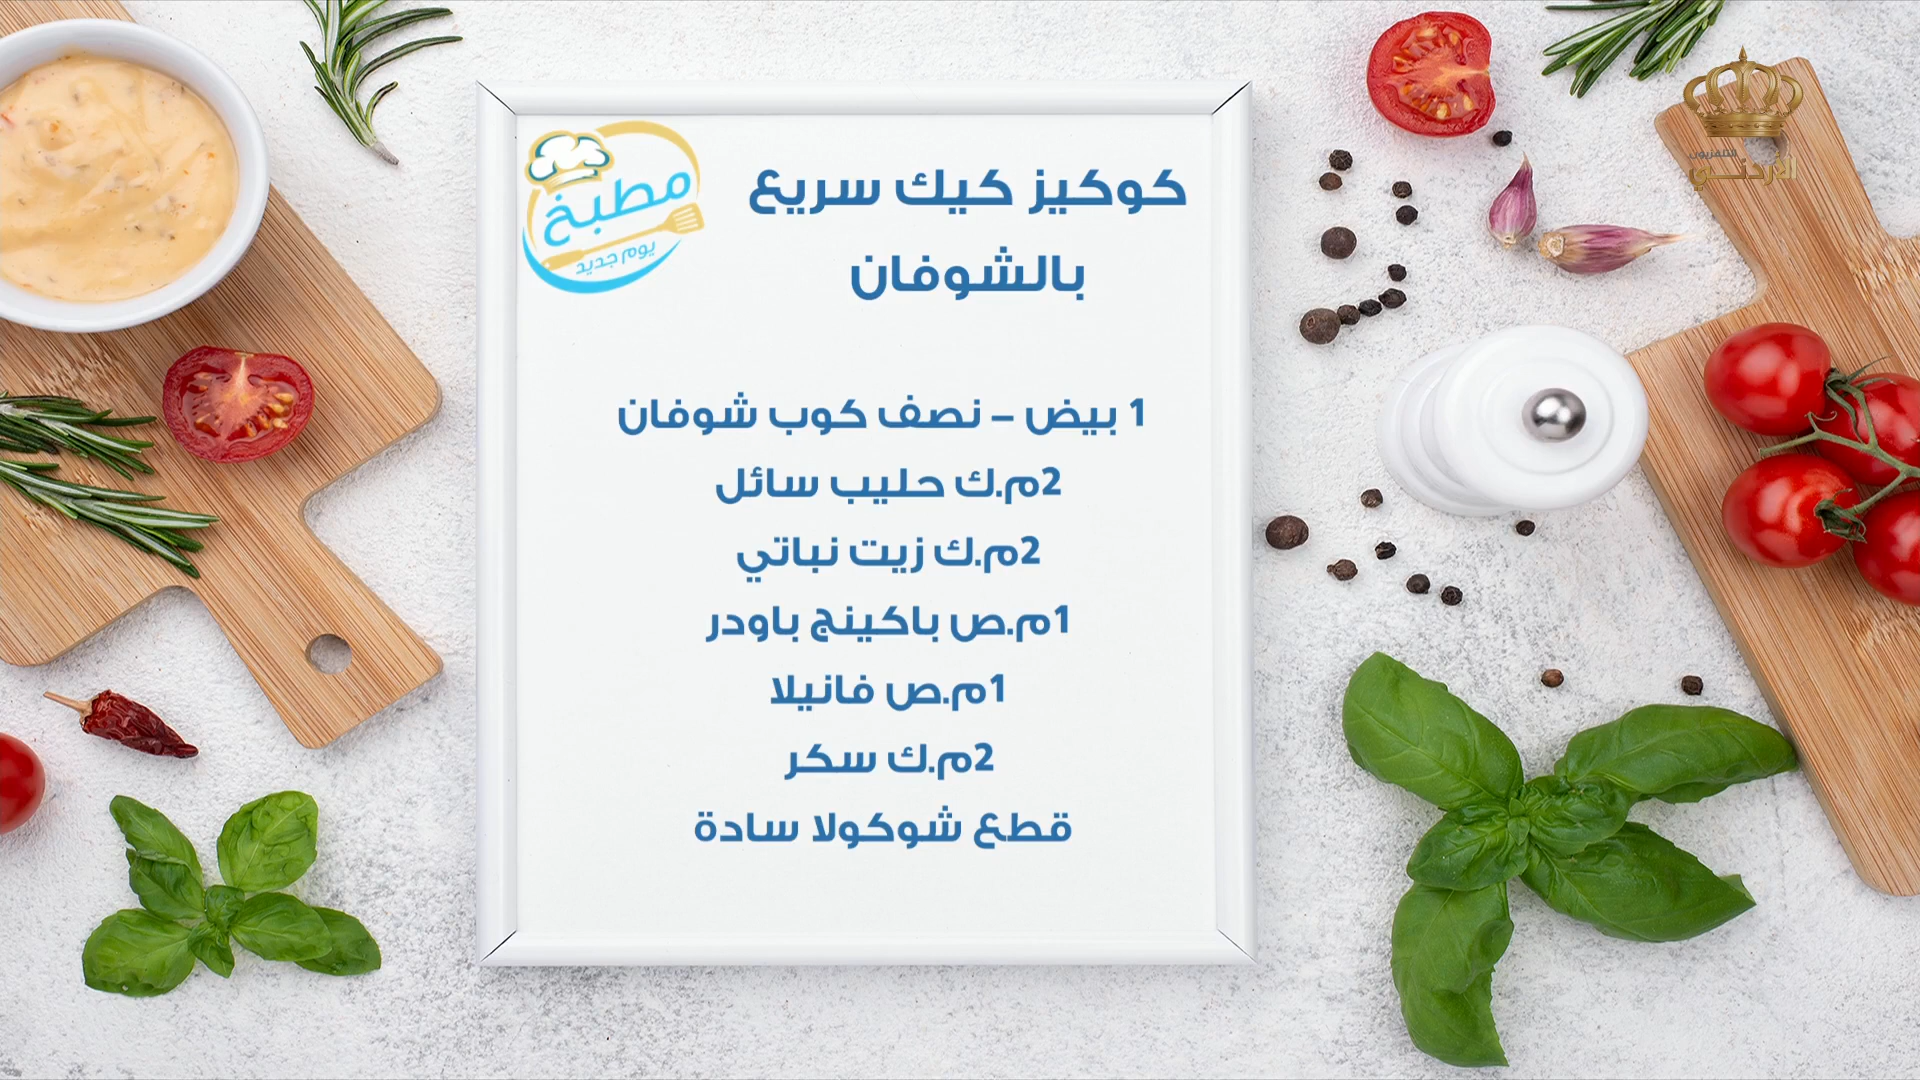 كوكيز كيك سريع
بالشوفان
مطبخ
يوم جديد
1 بيض – نصف كوب شوفان
2م.ك حليب سائل
2م.ك زيت نباتي
1م.ص باكينج باودر
1م.ص فانيلا
2م.ك سكر
قطع شوكولا سادة
التلفزيون
الأردني